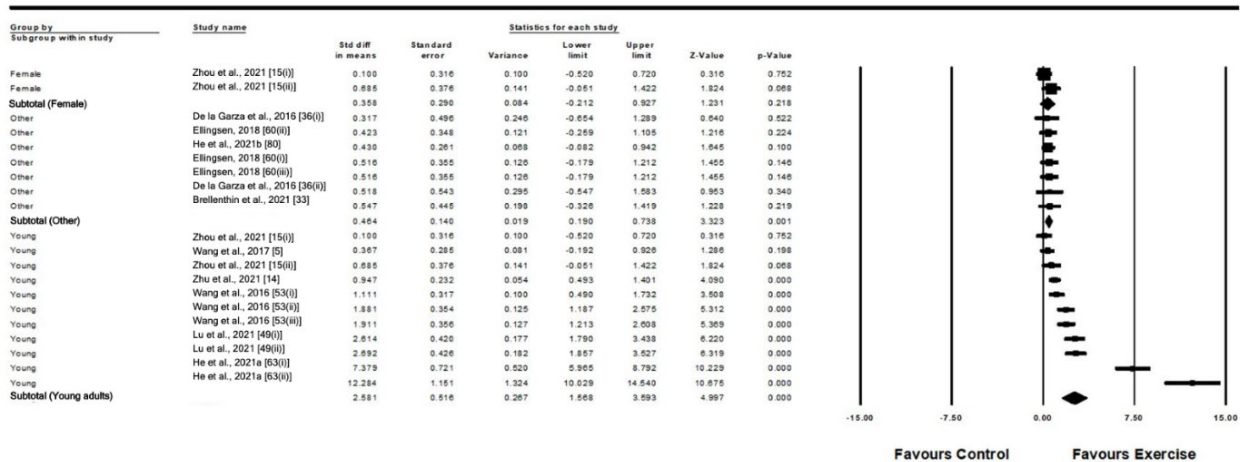 Group by Study name Statistics for each study
Subgroup within study
Std diff Standard Lower Upper
in means error Variance limit limit Z-Value p-Value
Female Zhou et al., 2021 [15(i)] 0.100 0.316 0.100 -0.520 0.720 0.316 0.752
Female Zhou et al., 2021 [15(ii)] 0.685 0.376 0.141 -0.051 1.422 1.824 0.068
Subtotal (Female) 0.358 0.290 0.084 -0.212 0.927 1.231 0.218
Other De la Garza et al., 2016 [36(i)] 0.317 0.496 0.246 -0.654 1.289 0.640 0.522
Other Ellingsen, 2018 [60(ii)] 0.423 0.348 0.121 -0.259 1.105 1.216 0.224
Other He et al., 2021b [80] 0.430 0.261 0.068 -0.082 0.942 1.645 0.100
Other Ellingsen, 2018 [60(i)] 0.516 0.355 0.126 -0.179 1.212 1.455 0.146
Other Ellingsen, 2018 [60(iii)] 0.516 0.355 0.126 -0.179 1.212 1.455 0.146
Other De la Garza et al., 2016 [36(ii)] 0.518 0.543 0.295 -0.547 1.583 0.953 0.340
Other Brellenthin et al., 2021 [33] 0.547 0.445 0.198 -0.326 1.419 1.228 0.219
Subtotal (Other) 0.464 0.140 0.019 0.190 0.738 3.323 0.001
Young Zhou et al., 2021 [15(i)] 0.100 0.316 0.100 -0.520 0.720 0.316 0.752
Young Wang et al., 2017 [5] 0.367 0.285 0.081 -0.192 0.926 1.286 0.198
Young Zhou et al., 2021 [15(ii)] 0.685 0.376 0.141 -0.051 1.422 1.824 0.068
Young Zhu et al., 2021 [14] 0.947 0.232 0.054 0.493 1.401 4.090 0.000
Young Wang et al., 2016 [53(i)] 1.111 0.317 0.100 0.490 1.732 3.508 0.000
Young Wang et al., 2016 [53(ii)] 1.881 0.354 0.125 1.187 2.575 5.312 0.000
Young Wang et al., 2016 [53(iii)] 1.911 0.356 0.127 1.213 2.608 5.369 0.000
Young Lu et al., 2021 [49(i)] 2.614 0.420 0.177 1.790 3.438 6.220 0.000
Young Lu et al., 2021 [49(ii)] 2.692 0.426 0.182 1.857 3.527 6.319 0.000
Young He et al., 2021a [63(i)] 7.379 0.721 0.520 5.965 8.792 10.229 0.000
Young He et al., 2021a [63(ii)] 12.284 1.151 1.324 10.029 14.540 10.675 0.000
Subtotal (Young adults) 2.581 0.516 0.267 1.568 3.593 4.997 0.000
-15.00 -7.50 0.00 7.50 15.00
Favours Control Favours Exercise